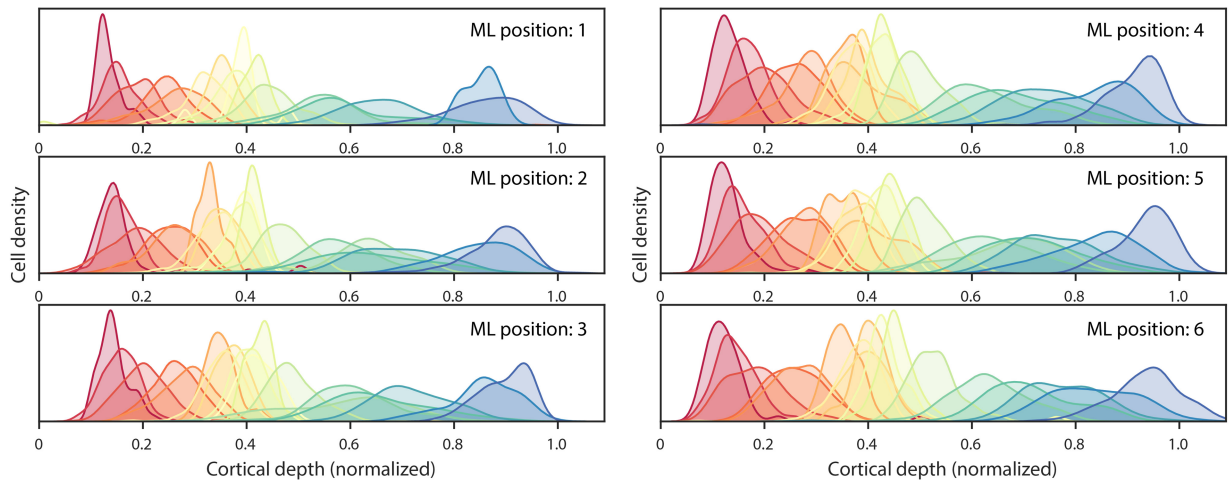 ML position: 1
0 0.2 0.4 0.6 0.8 1.0
ML position: 2
0 0.2 0.4 0.6 0.8 1.0
ML position: 3
0 0.2 0.4 0.6 0.8 1.0
Cell density
Cortical depth (normalized)
ML position: 4
0 0.2 0.4 0.6 0.8 1.0
ML position: 5
0 0.2 0.4 0.6 0.8 1.0
ML position: 6
0 0.2 0.4 0.6 0.8 1.0
Cell density
Cortical depth (normalized)